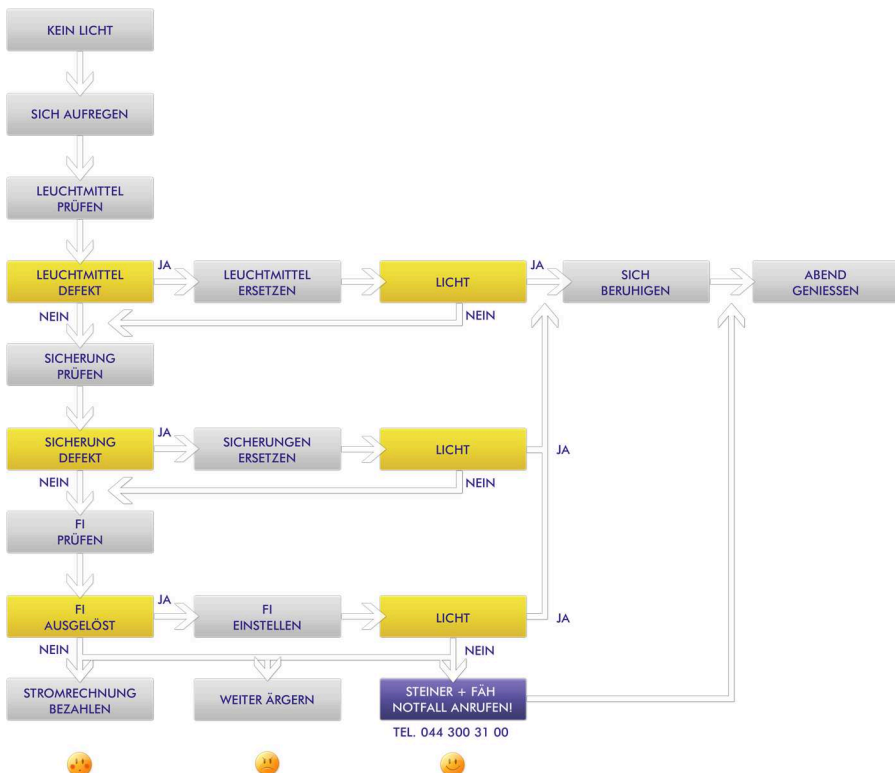 KEIN LICHT
SICH AUFREGEN
LEUCHTMITTEL
PRÜFEN
LEUCHTMITTEL
DEFEKT
JA
LEUCHTMITTEL
ERSETZEN
LICHT
JA
SICH
BERUHIGEN
ABEND
GENIESSEN
NEIN
NEIN
SICHERUNG
PRÜFEN
SICHERUNG
DEFEKT
JA
SICHERUNGEN
ERSETZEN
LICHT
JA
NEIN
NEIN
FI
PRÜFEN
FI
AUSGELÖST
JA
FI
EINSTELLEN
LICHT
JA
NEIN
NEIN
STROMRECHNUNG
BEZAHLEN
WEITER ÄRGERN
STEINER + FÄH
NOTFALL ANRUFEN!
TEL. 044 300 31 00